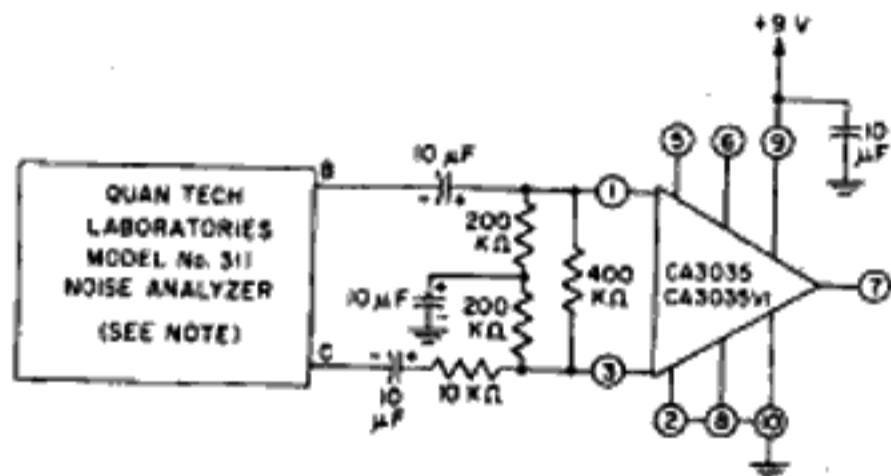 +9 V
10 µF
5
6
9
10 µF
B
QUAN TECH
LABORATORIES
MODEL No. 311
NOISE ANALYZER
(SEE NOTE)
1
200
KΩ
400
KΩ
CA3035
CA3035V1
7
10 µF
200
KΩ
C
3
10
µF
10 KΩ
2
8
10